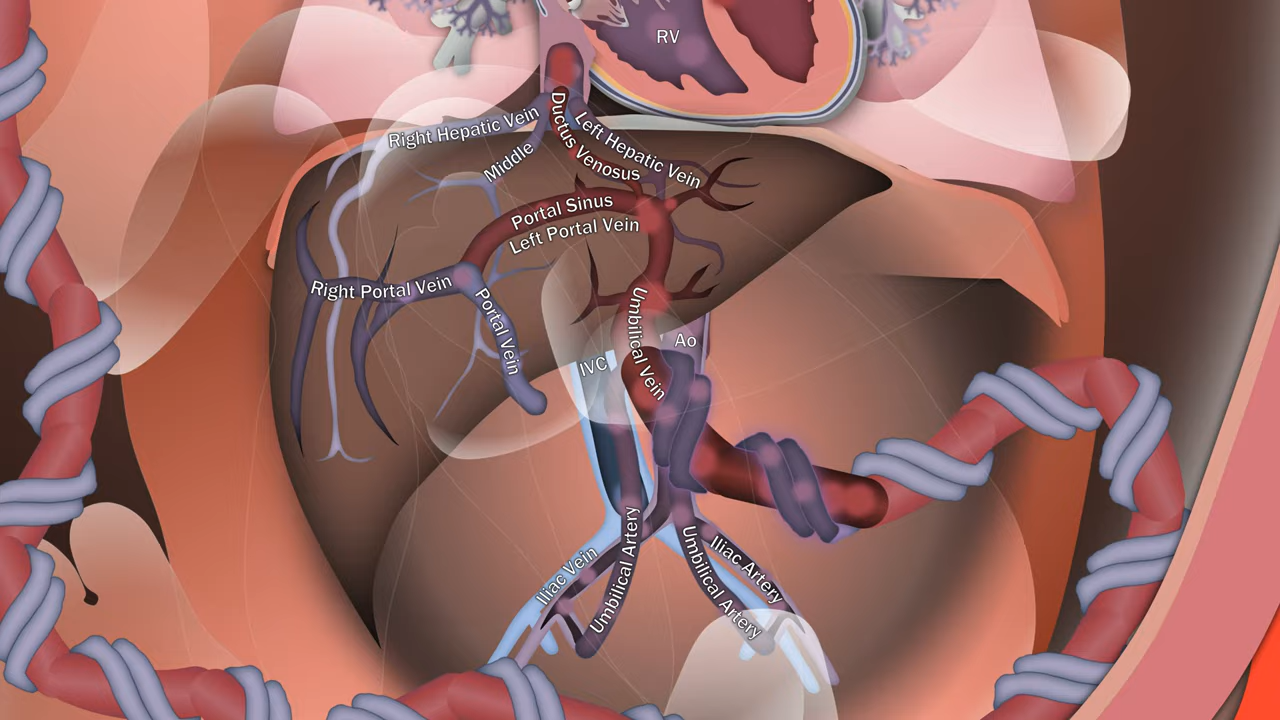 RV
Right Hepatic Vein
Ductus Venosus
Left Hepatic Vein
Middle
Portal Sinus
Left Portal Vein
Right Portal Vein
Portal Vein
Umbilical Vein
Ao
IVC
Iliac Vein
Umbilical Artery
Umbilical Artery
Iliac Artery